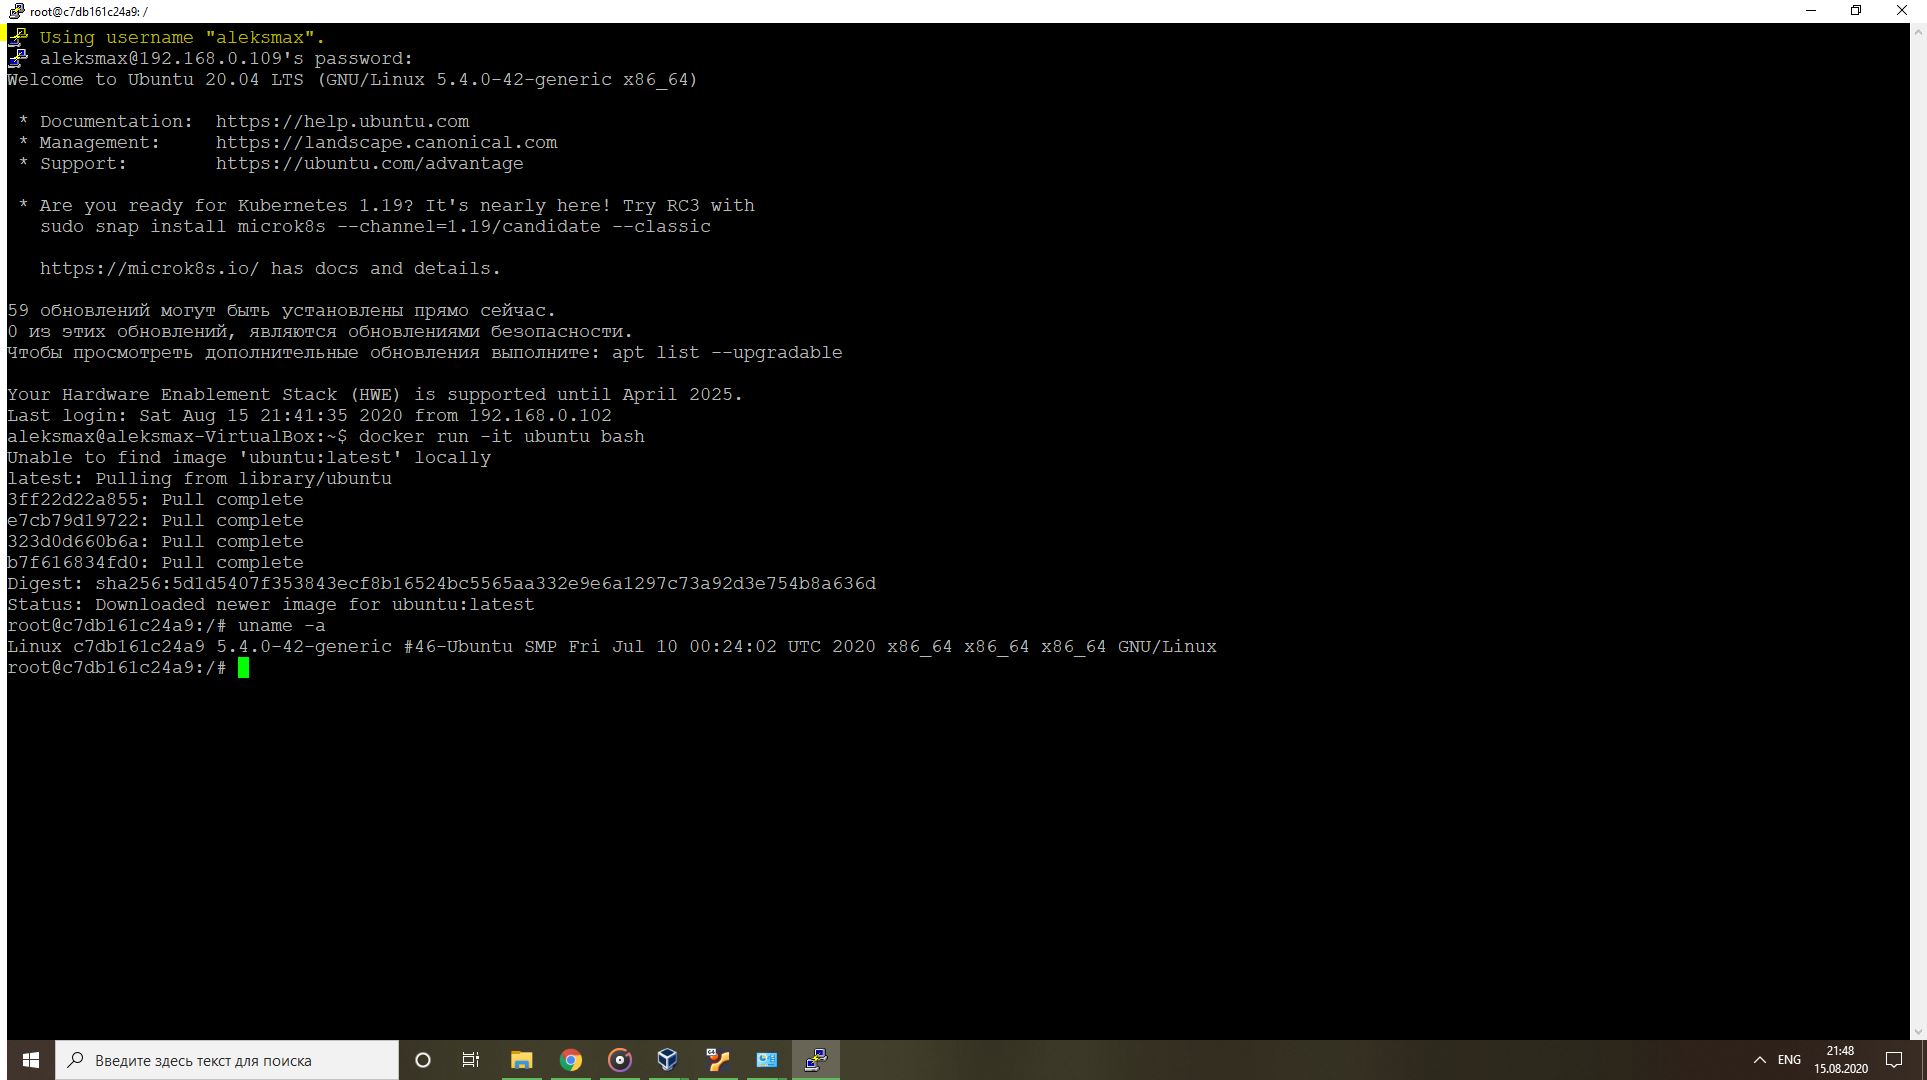 root@c7db161c24a9: /
Using username "aleksmax".
aleksmax@192.168.0.109's password:
Welcome to Ubuntu 20.04 LTS (GNU/Linux 5.4.0-42-generic x86_64)
* Documentation:  https://help.ubuntu.com
* Management:     https://landscape.canonical.com
* Support:        https://ubuntu.com/advantage
* Are you ready for Kubernetes 1.19? It's nearly here! Try RC3 with
sudo snap install microk8s --channel=1.19/candidate --classic
https://microk8s.io/ has docs and details.
59 обновлений могут быть установлены прямо сейчас.
0 из этих обновлений, являются обновлениями безопасности.
Чтобы просмотреть дополнительные обновления выполните: apt list --upgradable
Your Hardware Enablement Stack (HWE) is supported until April 2025.
Last login: Sat Aug 15 21:41:35 2020 from 192.168.0.102
aleksmax@aleksmax-VirtualBox:~$ docker run -it ubuntu bash
Unable to find image 'ubuntu:latest' locally
latest: Pulling from library/ubuntu
3ff22d22a855: Pull complete
e7cb79d19722: Pull complete
323d0d660b6a: Pull complete
b7f616834fd0: Pull complete
Digest: sha256:5d1d5407f353843ecf8b16524bc5565aa332e9e6a1297c73a92d3e754b8a636d
Status: Downloaded newer image for ubuntu:latest
root@c7db161c24a9:/# uname -a
Linux c7db161c24a9 5.4.0-42-generic #46-Ubuntu SMP Fri Jul 10 00:24:02 UTC 2020 x86_64 x86_64 x86_64 GNU/Linux
root@c7db161c24a9:/#
Введите здесь текст для поиска
ENG
21:48
15.08.2020